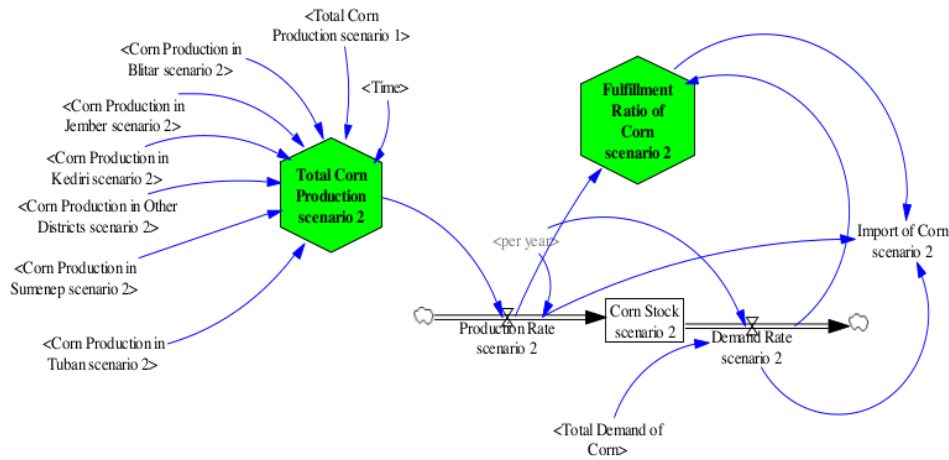 <Total Corn
Production scenario 1>
<Corn Production in
Blitar scenario 2>
<Time>
<Corn Production in
Jember scenario 2>
<Corn Production in
Kediri scenario 2>
<Corn Production in Other
Districts scenario 2>
<Corn Production in
Sumenep scenario 2>
<Corn Production in
Tuban scenario 2>
Total Corn
Production
scenario 2
Fulfillment
Ratio of
Corn
scenario 2
<per year>
Import of Corn
scenario 2
Production Rate
scenario 2
Corn Stock
scenario 2
Demand Rate
scenario 2
<Total Demand of
Corn>